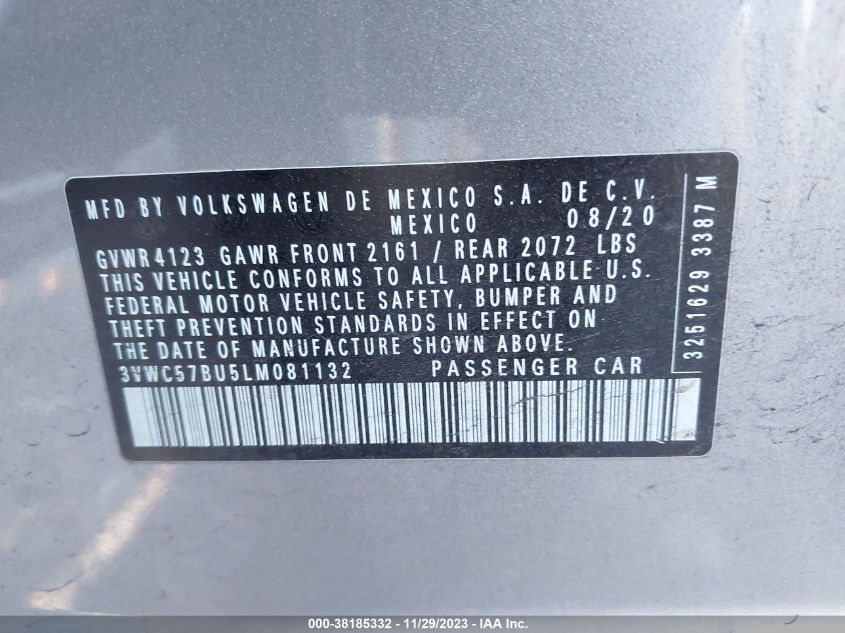 MFD BY VOLKSWAGEN DE MEXICO S.A. DE C.V.
MEXICO 08/20
GVWR 4123 GAWR FRONT 2161 / REAR 2072 LBS
THIS VEHICLE CONFORMS TO ALL APPLICABLE U.S.
FEDERAL MOTOR VEHICLE SAFETY, BUMPER AND
THEFT PREVENTION STANDARDS IN EFFECT ON
THE DATE OF MANUFACTURE SHOWN ABOVE.
3VWC57BU5LM081132 PASSENGER CAR
3251629 3387 M
000-38185332 - 11/29/2023 - IAA Inc.